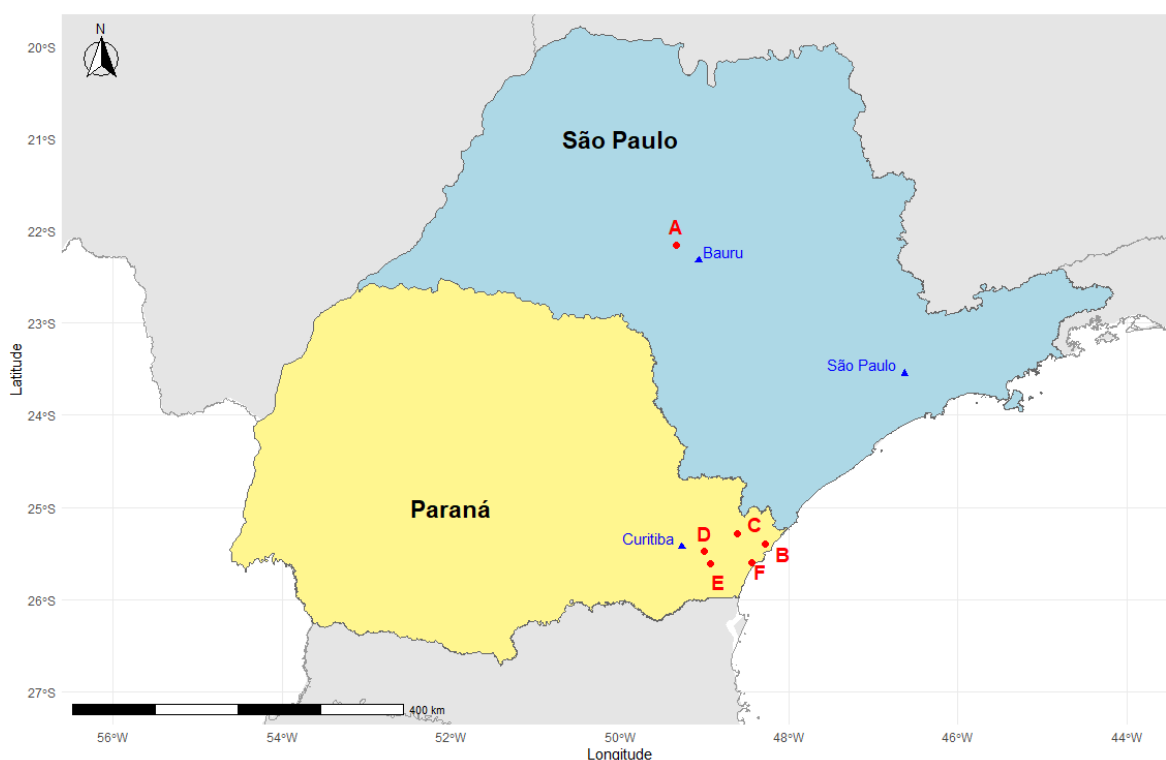 N
20°S
21°S
22°S
23°S
24°S
25°S
26°S
27°S
Latitude
São Paulo
A
Bauru
São Paulo
Paraná
Curitiba
D
C
B
E
F
400 km
56°W
54°W
52°W
50°W
48°W
46°W
44°W
Longitude